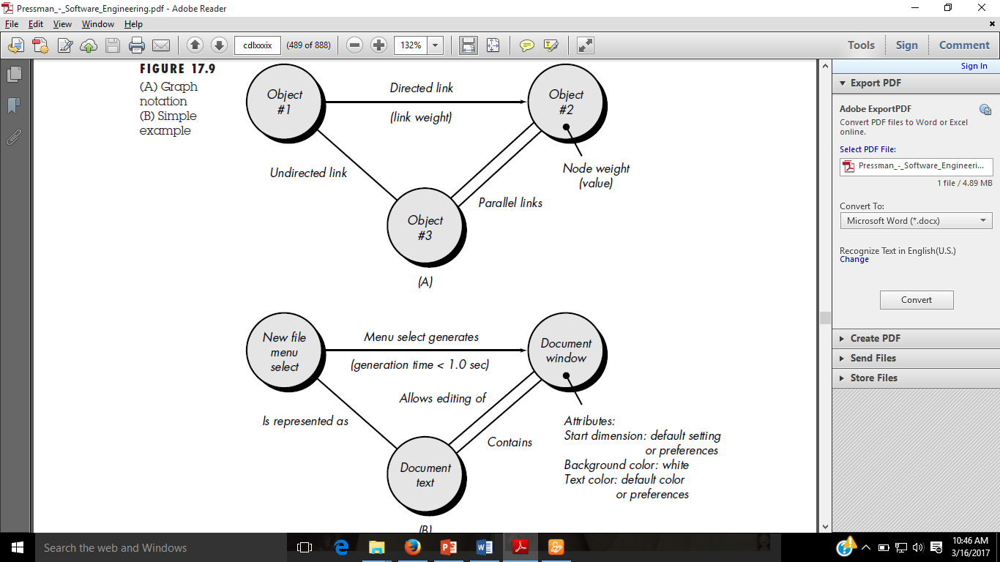 Pressman_-_Software_Engineering.pdf - Adobe Reader
File Edit View Window Help
cdlxxxix (489 of 888) 132% Tools Sign Comment
Sign In
FIGURE 17.9
(A) Graph
notation
(B) Simple
example
Object
#1
Directed link
(link weight)
Object
#2
Undirected link
Node weight
(value)
Parallel links
Object
#3
(A)
New file
menu
select
Menu select generates
(generation time < 1.0 sec)
Document
window
Allows editing of
Is represented as
Contains
Attributes:
Start dimension: default setting
or preferences
Background color: white
Text color: default color
or preferences
Document
text
(B)
Export PDF
Adobe ExportPDF
Convert PDF files to Word or Excel
online.
Select PDF File:
Pressman_-_Software_Engineeri...
1 file / 4.89 MB
Convert To:
Microsoft Word (*.docx)
Recognize Text in English(U.S.)
Change
Convert
Create PDF
Send Files
Store Files
Search the web and Windows
10:46 AM
3/16/2017